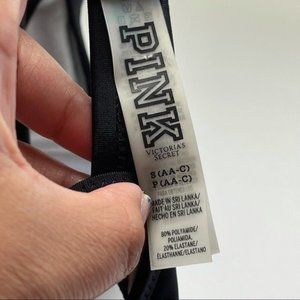 PINK
VICTORIA'S
SECRET
S (AA-C)
P (AA-C)
MADE IN SRI LANKA/
FAIT AU SRI LANKA/
HECHO EN SRI LANKA
80% POLYAMIDE/
POLIAMIDA,
20% ELASTANE/
ÉLASTHANNE/ELASTANO